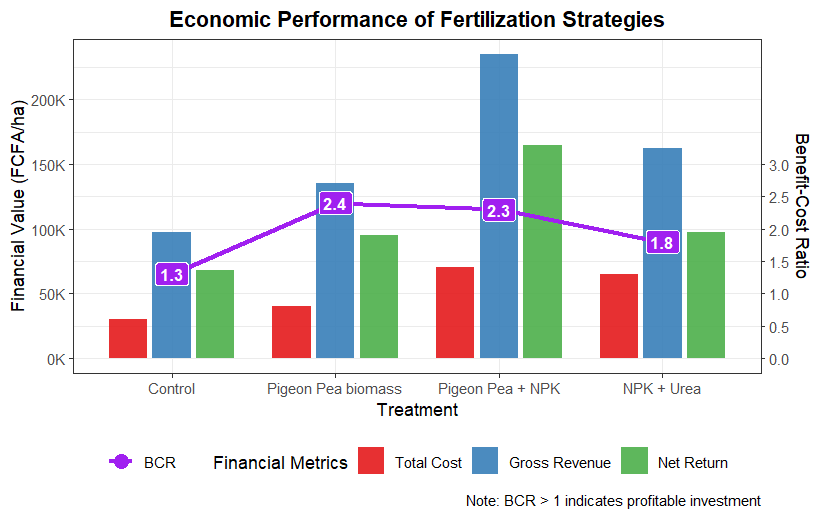 Economic Performance of Fertilization Strategies
Financial Value (FCFA/ha)
200K
150K
100K
50K
0K
1.3
2.4
2.3
1.8
3.0
2.5
2.0
1.5
1.0
0.5
0.0
Benefit-Cost Ratio
Control
Pigeon Pea biomass
Pigeon Pea + NPK
NPK + Urea
Treatment
BCR
Financial Metrics
Total Cost
Gross Revenue
Net Return
Note: BCR > 1 indicates profitable investment